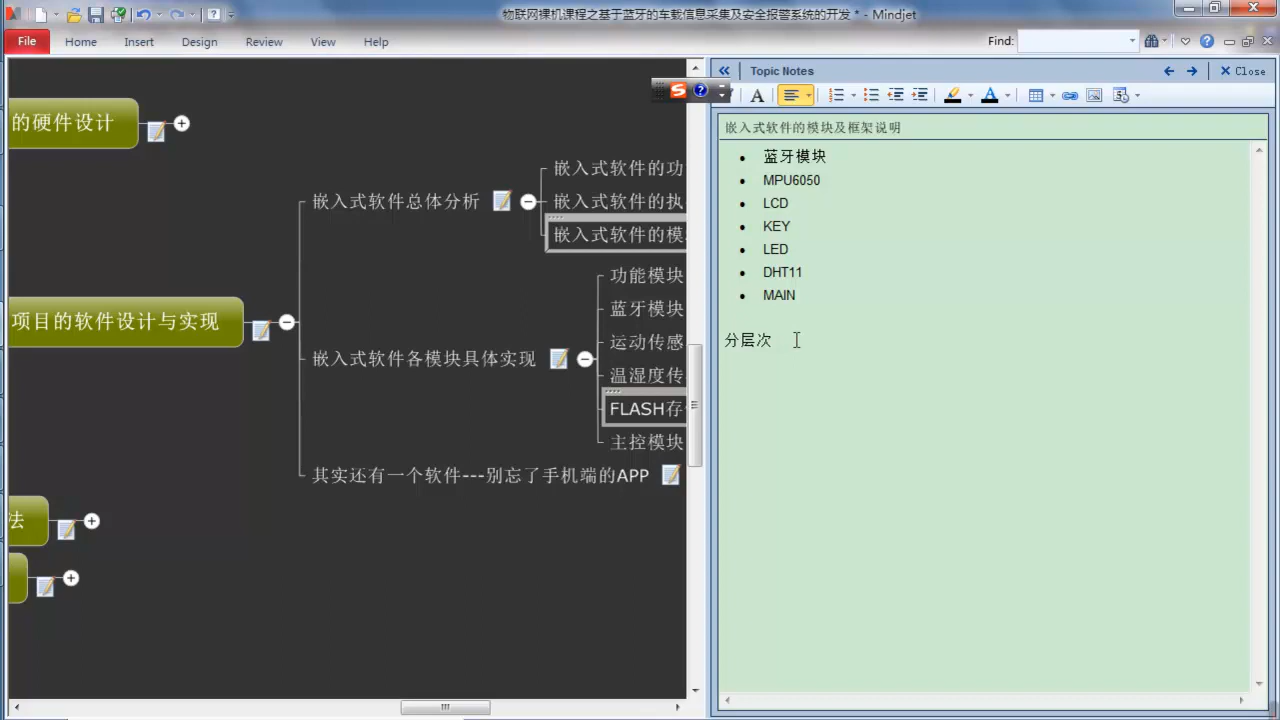 物联网裸机课程之基于蓝牙的车载信息采集及安全报警系统的开发 * - Mindjet
File Home Insert Design Review View Help
Find:
的硬件设计
嵌入式软件总体分析
嵌入式软件的功
嵌入式软件的执
嵌入式软件的模
项目的软件设计与实现
嵌入式软件各模块具体实现
功能模块
蓝牙模块
运动传感
温湿度传
FLASH存
主控模块
其实还有一个软件---别忘了手机端的APP
法
Topic Notes
Close
嵌入式软件的模块及框架说明
• 蓝牙模块
• MPU6050
• LCD
• KEY
• LED
• DHT11
• MAIN
分层次